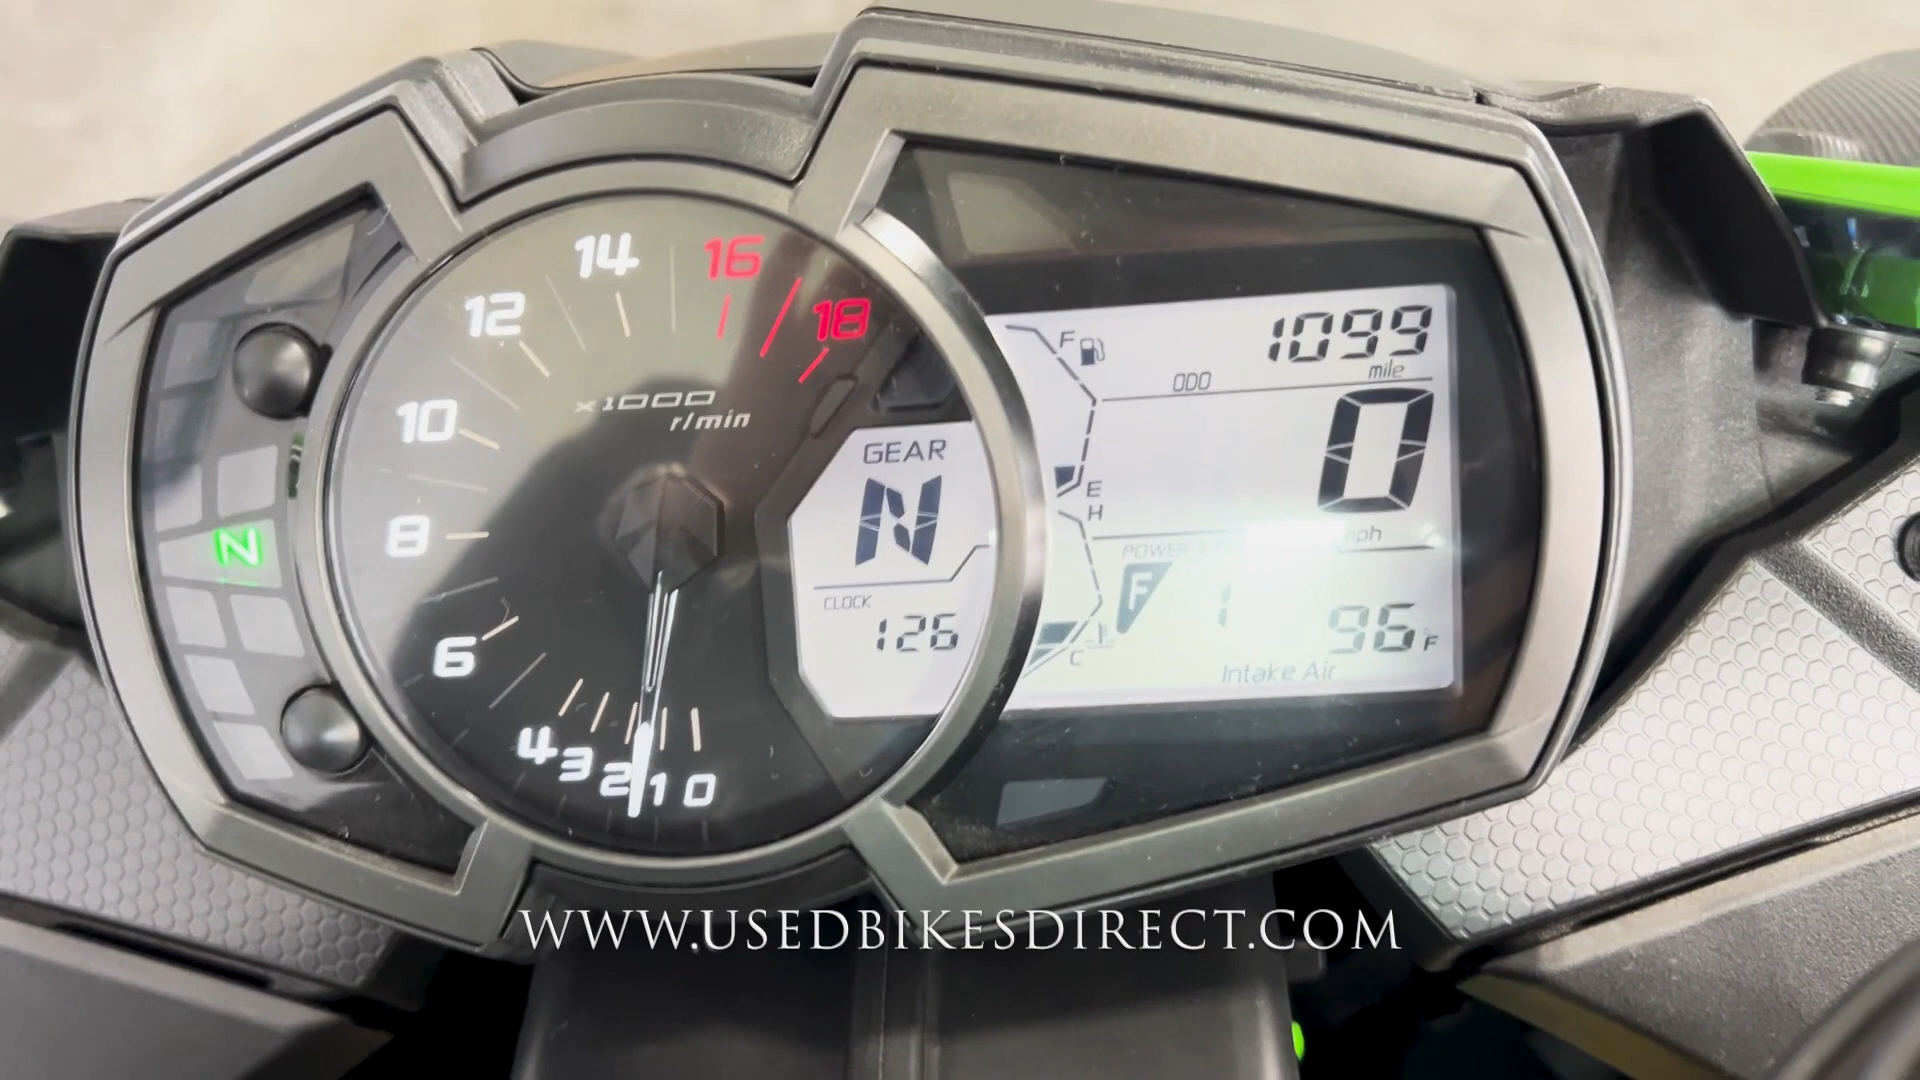 14
16
12
18
10
x1000
r/min
8
6
4 3 2 1 0
N
GEAR
N
CLOCK
126
F
E
H
C
1099
ODO
mile
0
mph
POWER
F 1
96 °F
Intake Air
WWW.USEDBIKESDIRECT.COM